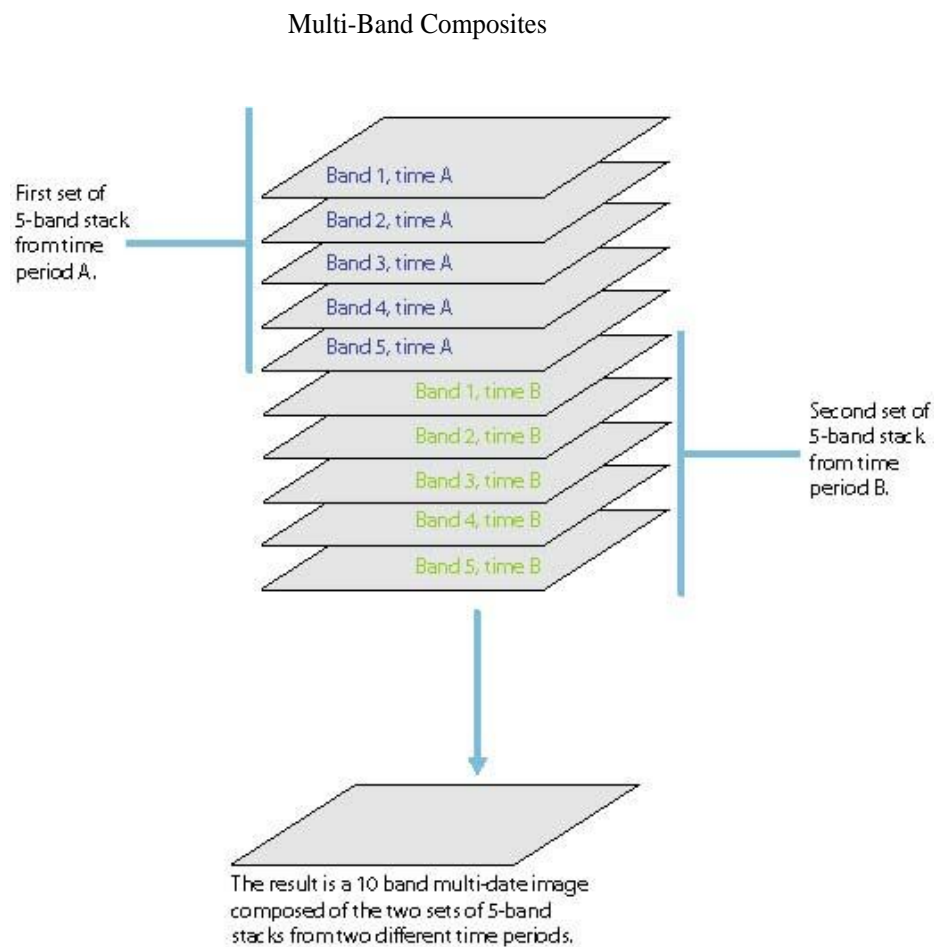 Multi-Band Composites
First set of
5-band stack
from time
period A.
Band 1, time A
Band 2, time A
Band 3, time A
Band 4, time A
Band 5, time A
Band 1, time B
Band 2, time B
Band 3, time B
Band 4, time B
Band 5, time B
Second set of
5-band stack
from time
period B.
The result is a 10 band multi-date image
composed of the two sets of 5-band
stacks from two different time periods.